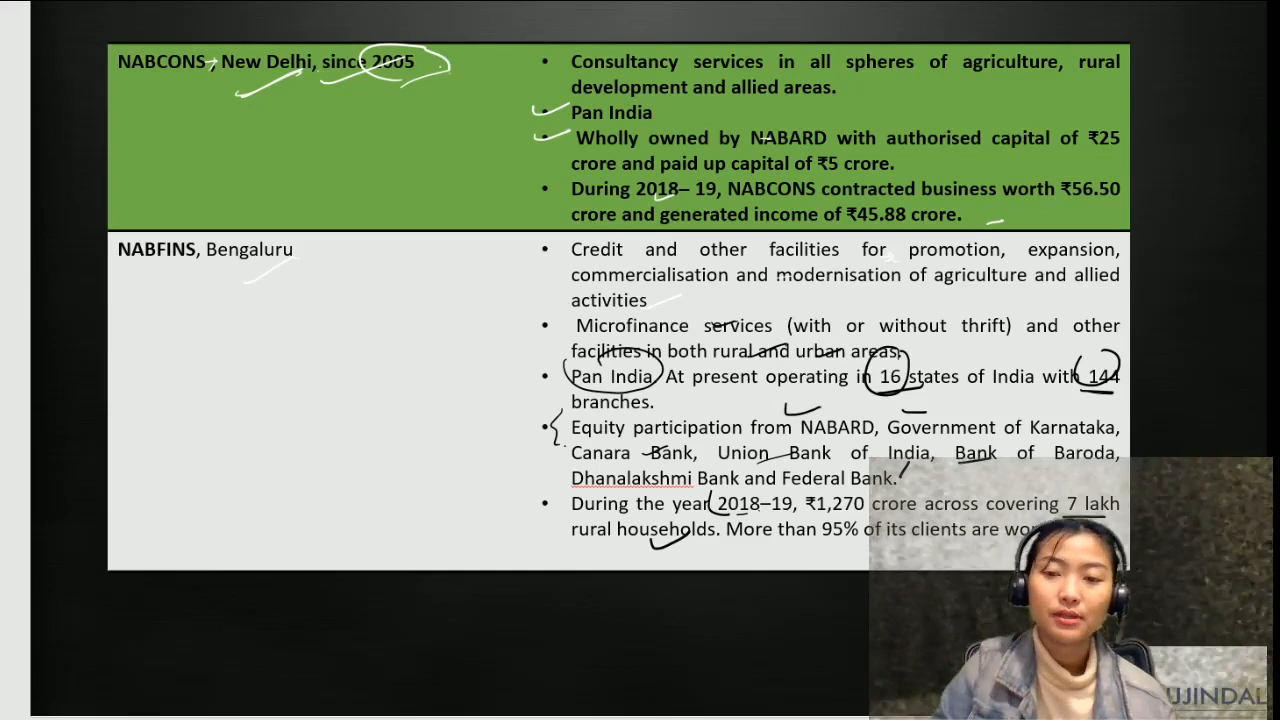 NABCONS , New Delhi, since 2005
• Consultancy services in all spheres of agriculture, rural
development and allied areas.
• Pan India
• Wholly owned by NABARD with authorised capital of ₹25
crore and paid up capital of ₹5 crore.
• During 2018– 19, NABCONS contracted business worth ₹56.50
crore and generated income of ₹45.88 crore.
NABFINS, Bengaluru
• Credit and other facilities for promotion, expansion,
commercialisation and modernisation of agriculture and allied
activities
• Microfinance services (with or without thrift) and other
facilities in both rural and urban areas.
• Pan India. At present operating in 16 states of India with 144
branches.
• Equity participation from NABARD, Government of Karnataka,
Canara Bank, Union Bank of India, Bank of Baroda,
Dhanalakshmi Bank and Federal Bank.
• During the year 2018–19, ₹1,270 crore across covering 7 lakh
rural households. More than 95% of its clients are
UJJINDAL